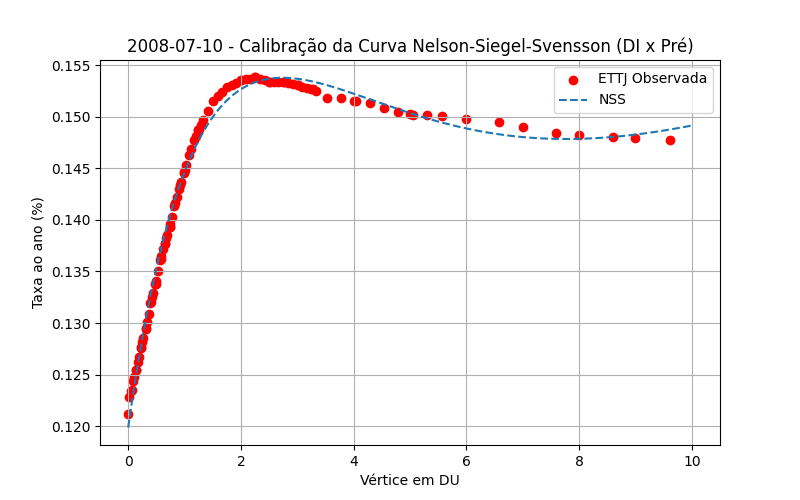 2008-07-10 - Calibração da Curva Nelson-Siegel-Svensson (DI x Pré)
ETTJ Observada
NSS
Taxa ao ano (%)
0.155
0.150
0.145
0.140
0.135
0.130
0.125
0.120
0 2 4 6 8 10
Vértice em DU